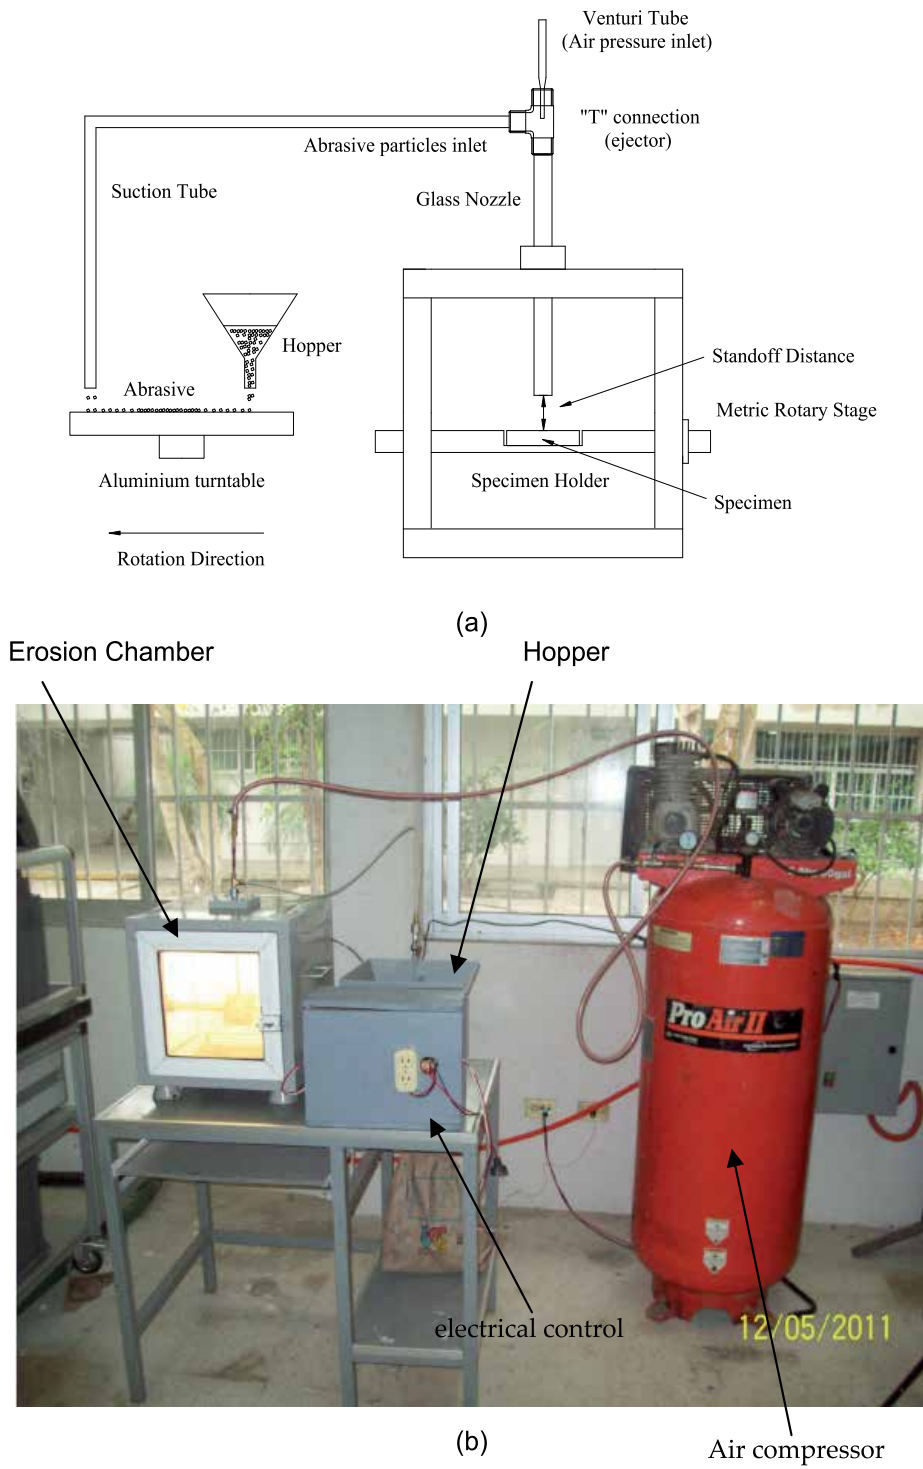 Venturi Tube
(Air pressure inlet)
"T" connection
(ejector)
Abrasive particles inlet
Suction Tube
Glass Nozzle
Hopper
Standoff Distance
Abrasive
Metric Rotary Stage
Aluminium turntable
Specimen Holder
Specimen
Rotation Direction
(a)
Erosion Chamber
Hopper
Pro Air II
electrical control
12/05/2011
(b)
Air compressor